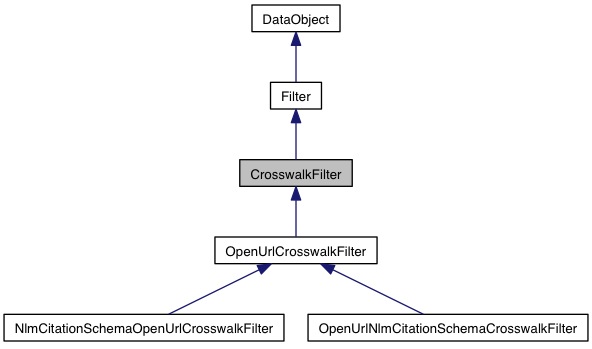 DataObject
Filter
CrosswalkFilter
OpenUrlCrosswalkFilter
NlmCitationSchemaOpenUrlCrosswalkFilter
OpenUrlNlmCitationSchemaCrosswalkFilter